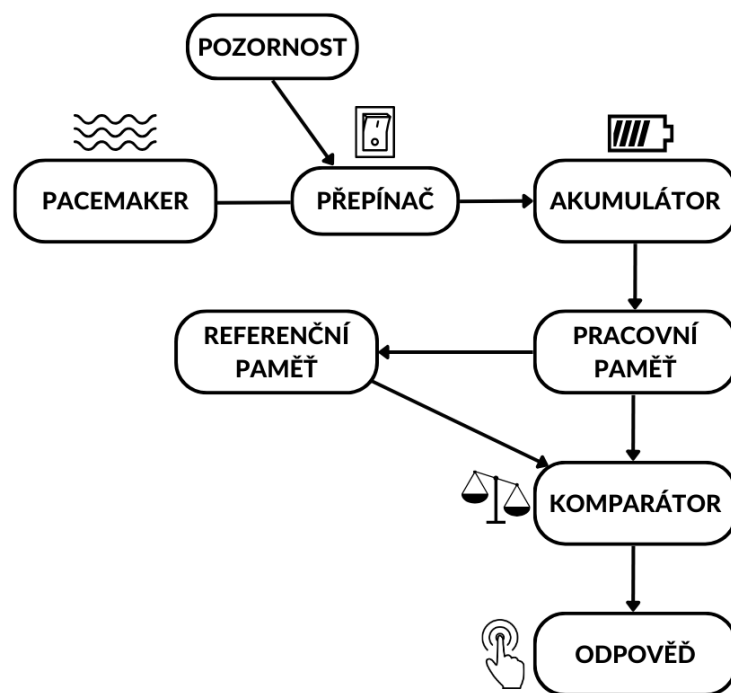 POZORNOST
PACEMAKER
PŘEPÍNAČ
AKUMULÁTOR
REFERENČNÍ
PAMĚŤ
PRACOVNÍ
PAMĚŤ
KOMPARÁTOR
ODPOVĚĎ